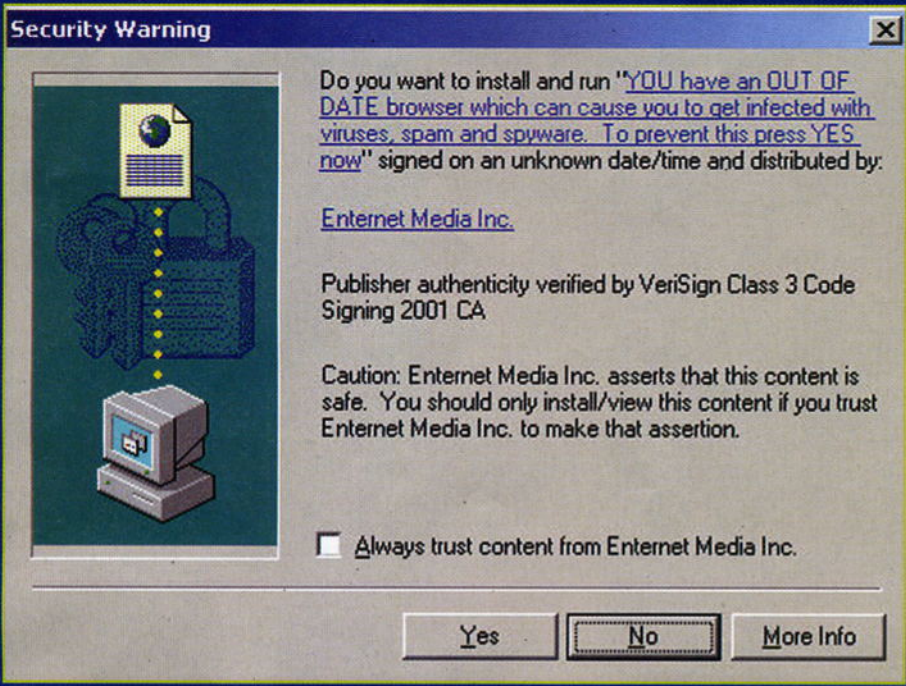 Security Warning
Do you want to install and run "YOU have an OUT OF
DATE browser which can cause you to get infected with
viruses, spam and spyware.  To prevent this press YES
now" signed on an unknown date/time and distributed by:
Enternet Media Inc.
Publisher authenticity verified by VeriSign Class 3 Code
Signing 2001 CA
Caution: Enternet Media Inc. asserts that this content is
safe.  You should only install/view this content if you trust
Enternet Media Inc. to make that assertion.
Always trust content from Enternet Media Inc.
Yes No More Info